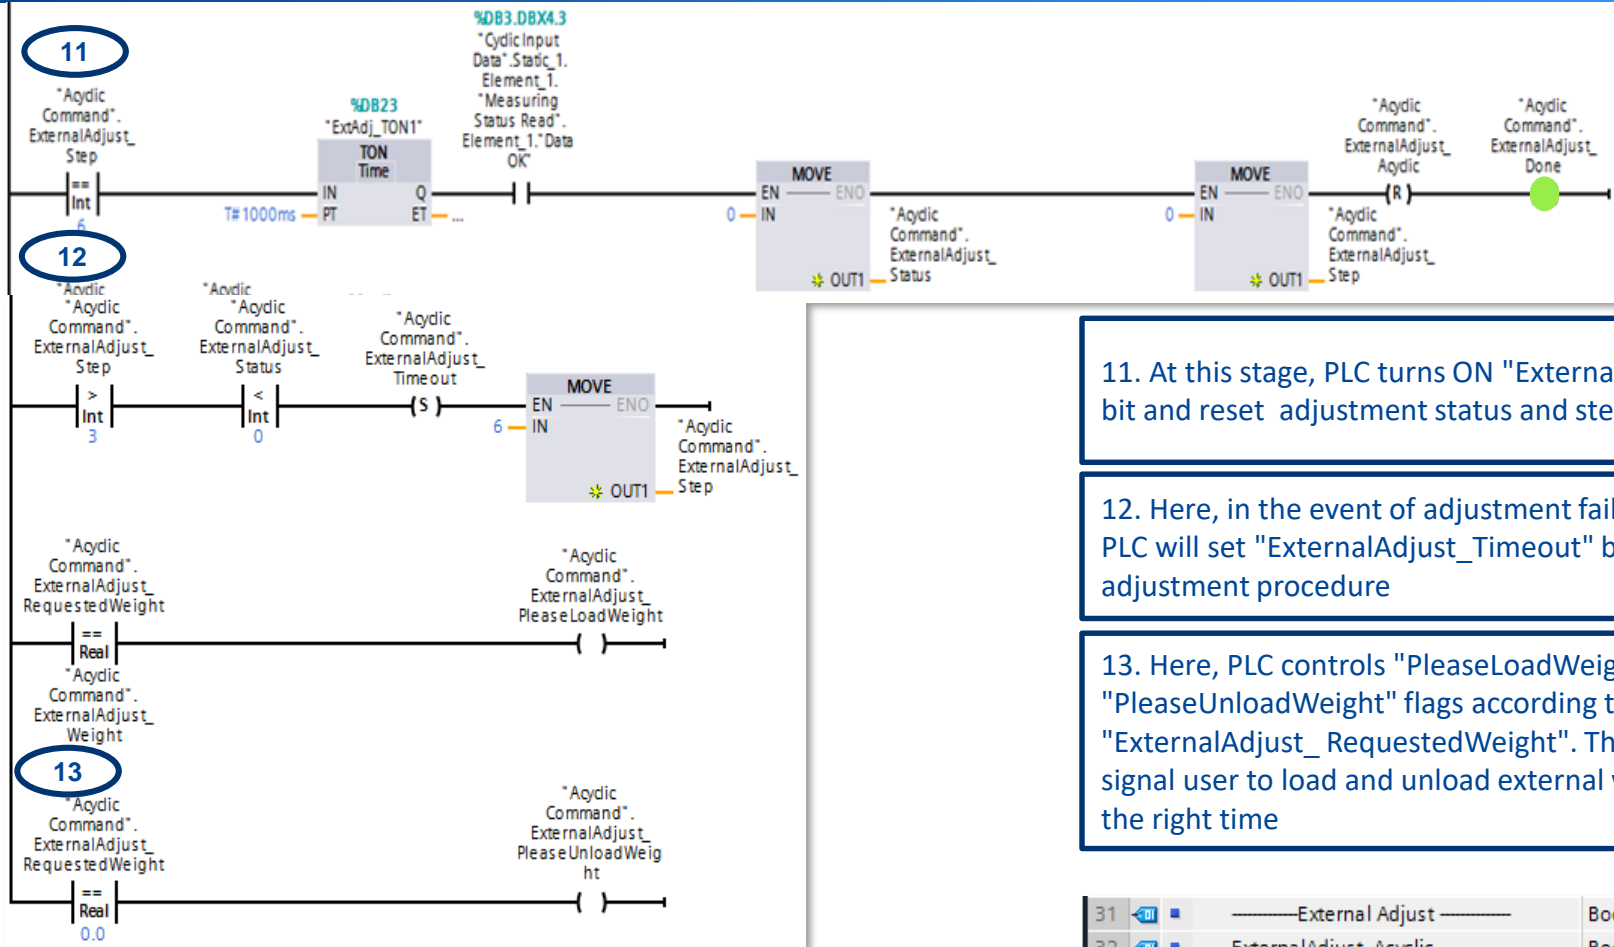 11
"Acyclic
Command".
ExternalAdjust_
Step
==
Int
6
%DB23
"ExtAdj_TON1"
TON
Time
IN
Q
T#1000ms
PT
ET
...
%DB3.DBX4.3
"Cyclic Input
Data".Static_1.
Element_1.
"Measuring
Status Read".
Element_1."Data
OK"
MOVE
EN
ENO
0
IN
OUT1
"Acyclic
Command".
ExternalAdjust_
Status
MOVE
EN
ENO
0
IN
OUT1
"Acyclic
Command".
ExternalAdjust_
Step
"Acyclic
Command".
ExternalAdjust_
Acyclic
(R)
"Acyclic
Command".
ExternalAdjust_
Done
12
"Acyclic
"Acyclic
Command".
ExternalAdjust_
Step
>
Int
3
"Acyclic
"Acyclic
Command".
ExternalAdjust_
Status
<
Int
0
"Acyclic
Command".
ExternalAdjust_
Timeout
(S)
MOVE
EN
ENO
6
IN
OUT1
"Acyclic
Command".
ExternalAdjust_
Step
"Acyclic
Command".
ExternalAdjust_
RequestedWeight
==
Real
"Acyclic
Command".
ExternalAdjust_
Weight
"Acyclic
Command".
ExternalAdjust_
PleaseLoadWeight
13
"Acyclic
Command".
ExternalAdjust_
RequestedWeight
==
Real
0.0
"Acyclic
Command".
ExternalAdjust_
PleaseUnloadWeig
ht
11. At this stage, PLC turns ON "Externa
bit and reset adjustment status and ste
12. Here, in the event of adjustment fail
PLC will set "ExternalAdjust_Timeout" b
adjustment procedure
13. Here, PLC controls "PleaseLoadWeig
"PleaseUnloadWeight" flags according t
"ExternalAdjust_ RequestedWeight". Th
signal user to load and unload external
the right time
31
External Adjust
Boo
32
ExternalAdjust_Acyclic